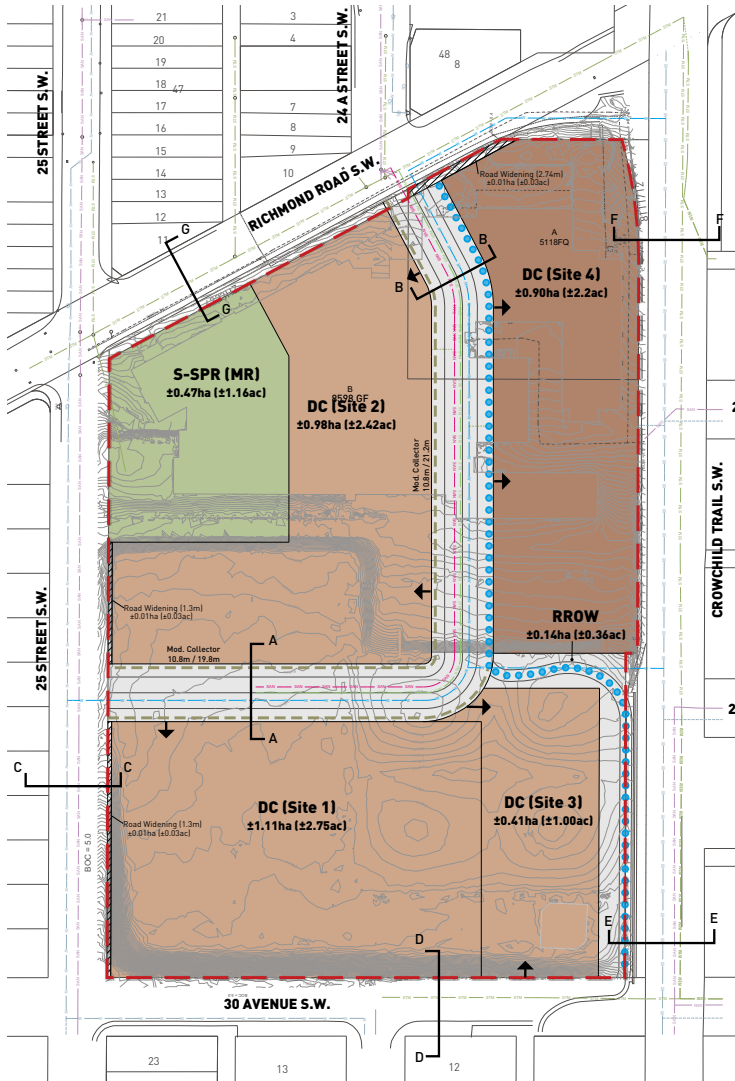 21
20
19
18
47
17
16
15
14
13
12
11
3
4
7
8
9
10
48
8
25 STREET S.W.
24 A STREET S.W.
RICHMOND ROAD S.W.
Road Widening (2.74m)
±0.01ha (±0.03ac)
A
5118FQ
F
F
G
G
B
B
DC (Site 4)
±0.90ha (±2.2ac)
S-SPR (MR)
±0.47ha (±1.16ac)
B
8598 GF
DC (Site 2)
±0.98ha (±2.42ac)
Mod. Collector
10.8m / 21.2m
CROWCHILD TRAIL S.W.
2
25 STREET S.W.
Road Widening (1.3m)
±0.01ha (±0.03ac)
RROW
±0.14ha (±0.36ac)
Mod. Collector
10.8m / 19.8m
A
A
2
C
C
DC (Site 1)
±1.11ha (±2.75ac)
DC (Site 3)
±0.41ha (±1.00ac)
Road Widening (1.3m)
±0.01ha (±0.03ac)
BOC = 5.0
E
E
D
D
30 AVENUE S.W.
23
13
12